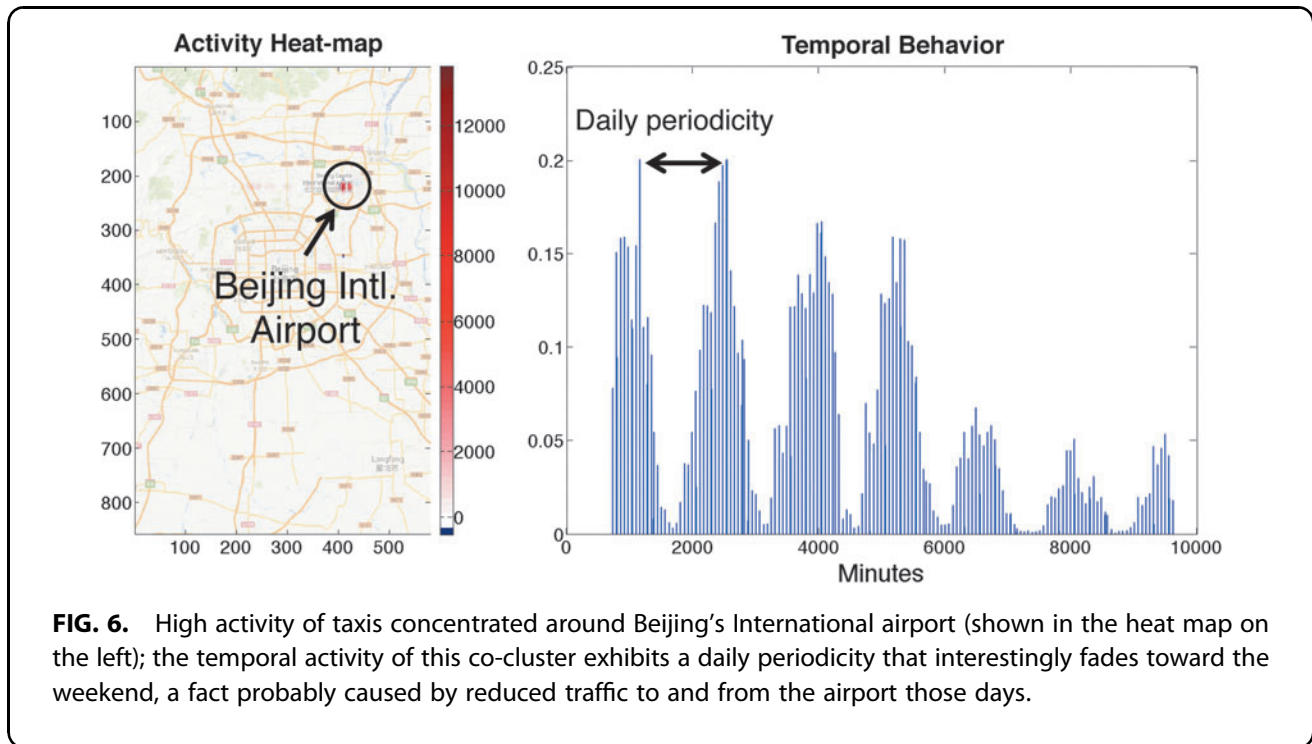 Activity Heat-map
100
200
300
400
500
600
700
800
100 200 300 400 500
12000
10000
8000
6000
4000
2000
0
Beijing Intl.
Airport
Temporal Behavior
0.25
0.2
0.15
0.1
0.05
0
Daily periodicity
0 2000 4000 6000 8000 10000
Minutes
FIG. 6. High activity of taxis concentrated around Beijing's International airport (shown in the heat map on
the left); the temporal activity of this co-cluster exhibits a daily periodicity that interestingly fades toward the
weekend, a fact probably caused by reduced traffic to and from the airport those days.